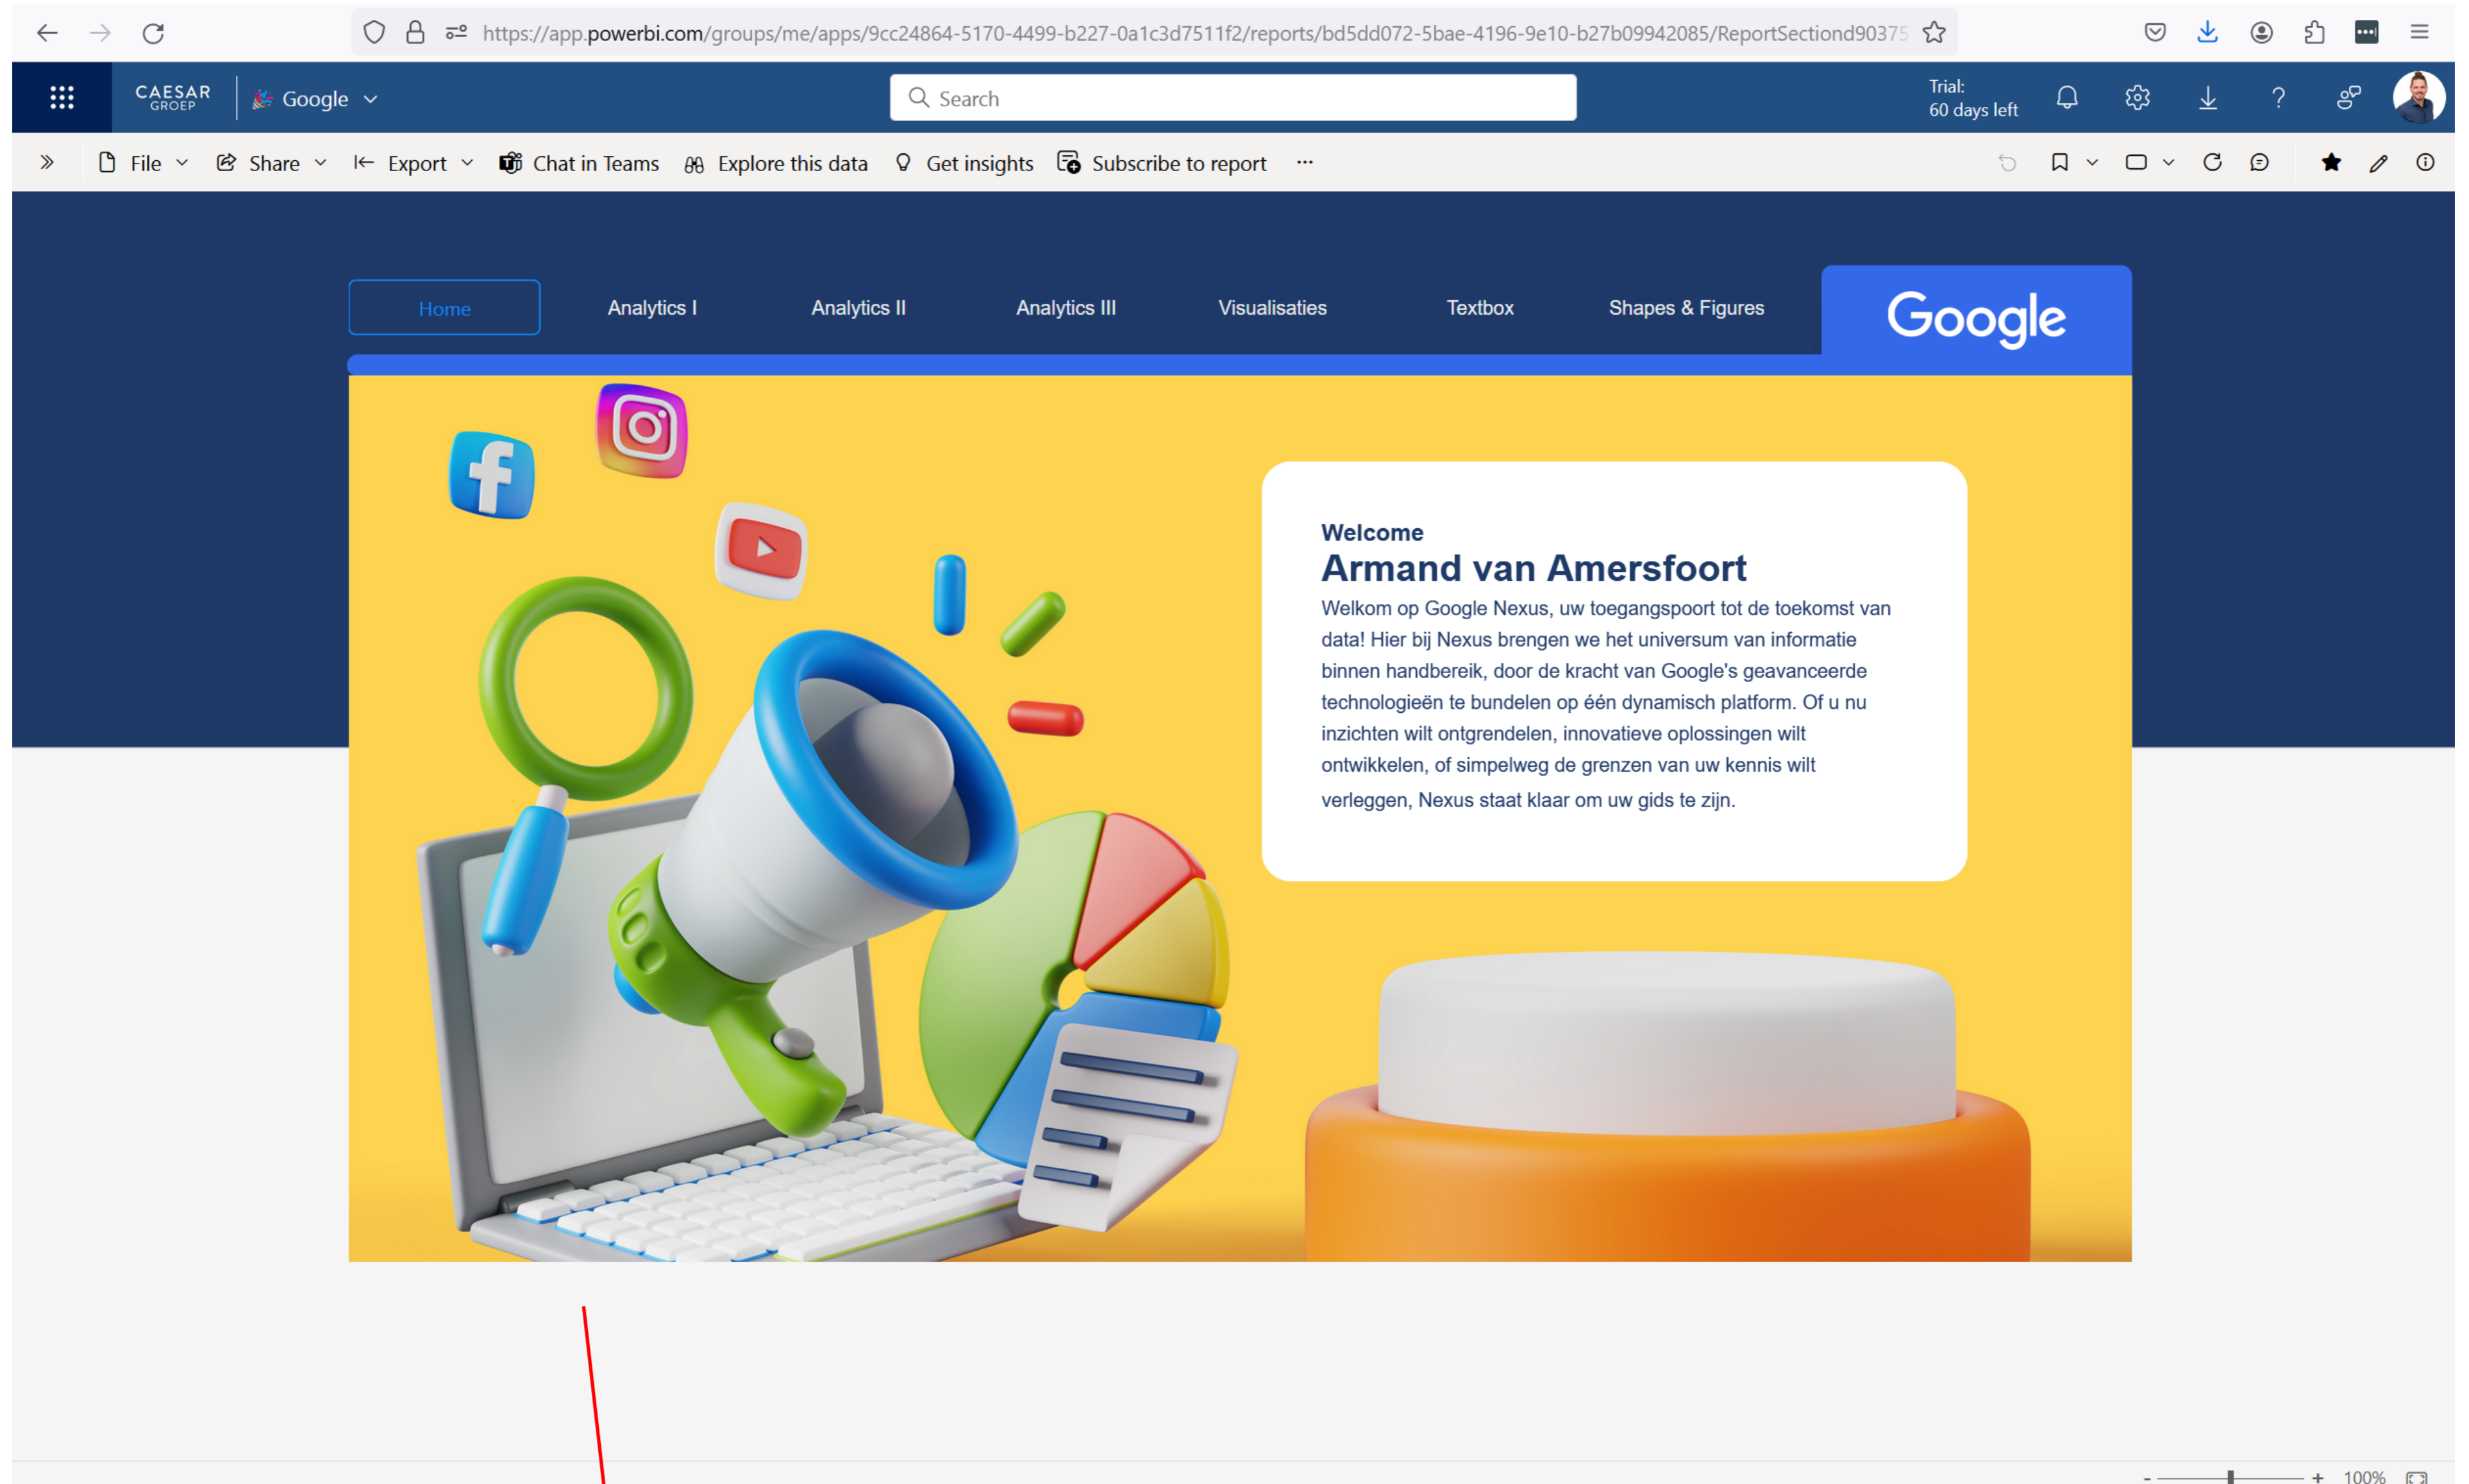 https://app.powerbi.com/groups/me/apps/9cc24864-5170-4499-b227-0a1c3d7511f2/reports/bd5dd072-5bae-4196-9e10-b27b09942085/ReportSectiond90375
CAESAR
GROEP
Google
Search
Trial:
60 days left
File
Share
Export
Chat in Teams
Explore this data
Get insights
Subscribe to report
Home
Analytics I
Analytics II
Analytics III
Visualisaties
Textbox
Shapes & Figures
Google
Welcome
Armand van Amersfoort
Welkom op Google Nexus, uw toegangspoort tot de toekomst van
data! Hier bij Nexus brengen we het universum van informatie
binnen handbereik, door de kracht van Google's geavanceerde
technologieën te bundelen op één dynamisch platform. Of u nu
inzichten wilt ontgrendelen, innovatieve oplossingen wilt
ontwikkelen, of simpelweg de grenzen van uw kennis wilt
verleggen, Nexus staat klaar om uw gids te zijn.
100%